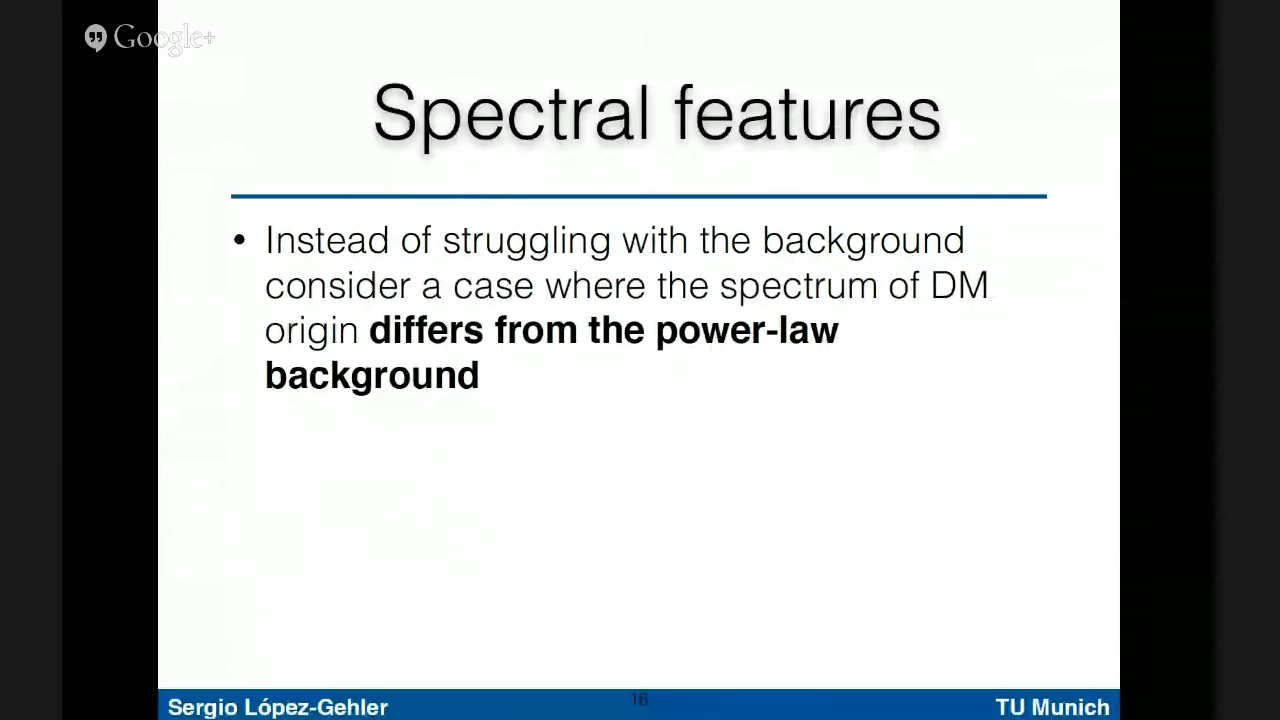 Google+
Spectral features
• Instead of struggling with the background
consider a case where the spectrum of DM
origin differs from the power-law
background
16
Sergio López-Gehler
TU Munich